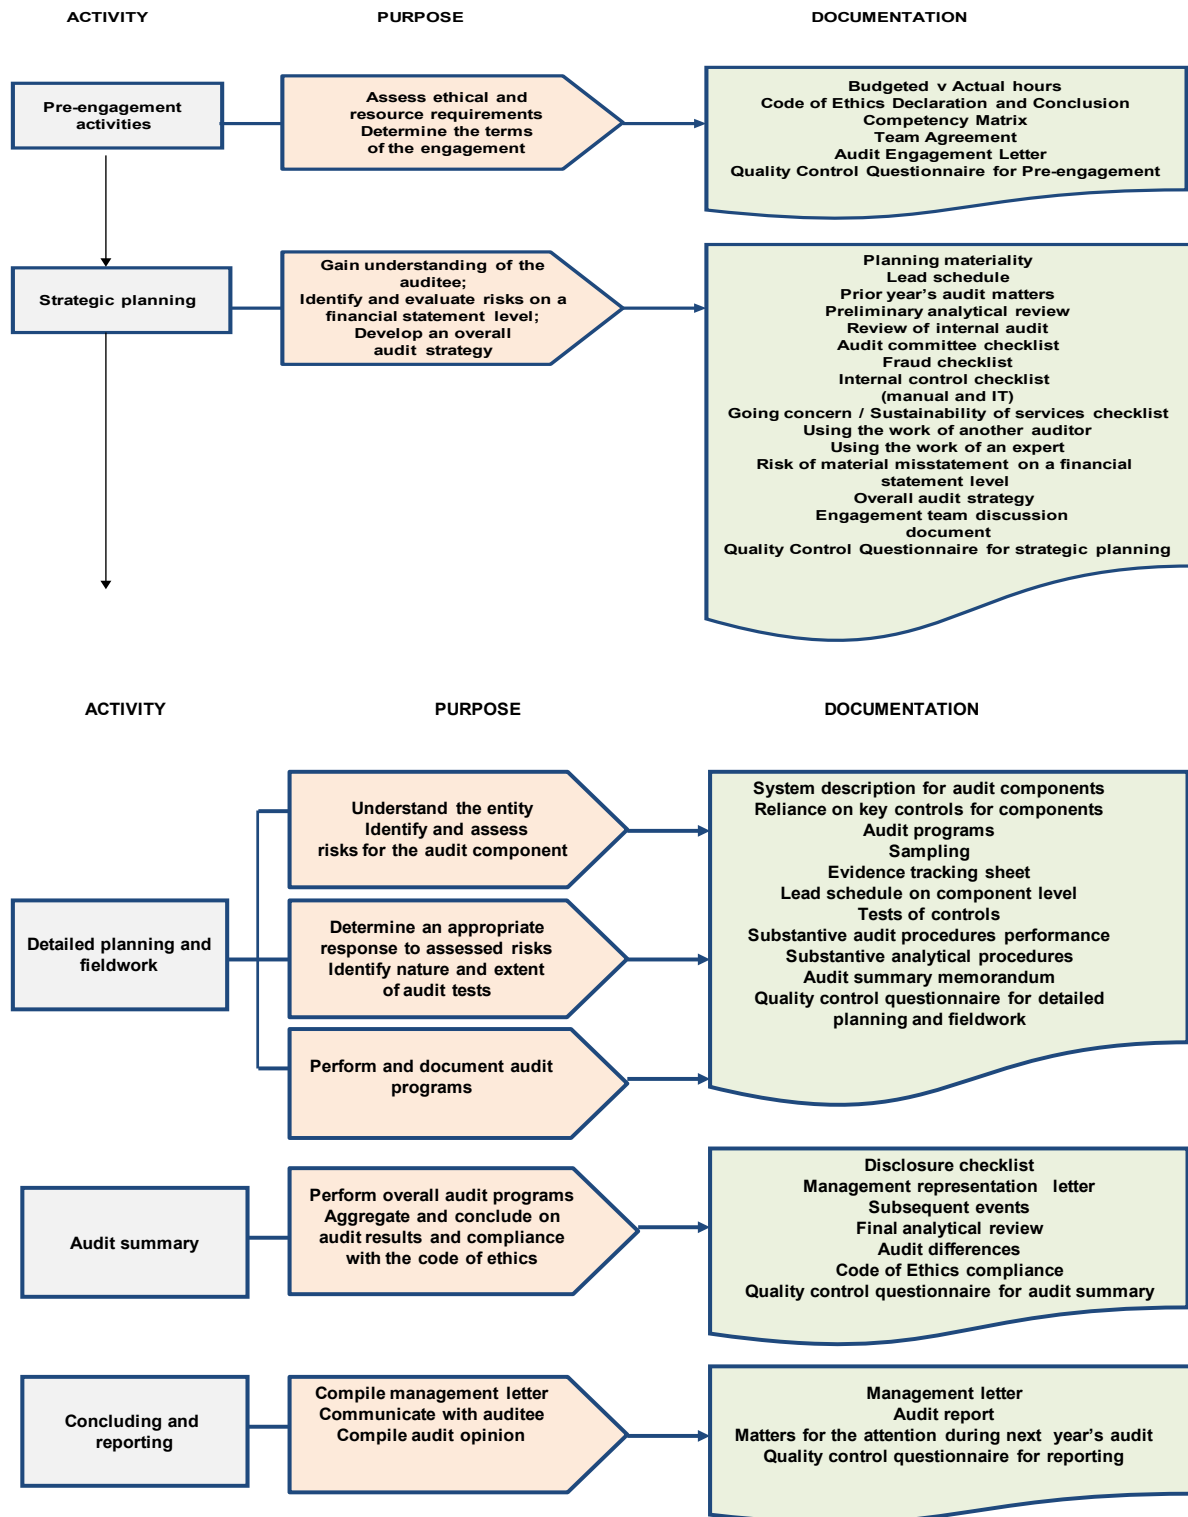 ACTIVITY
PURPOSE
DOCUMENTATION
Pre-engagement
activities
Assess ethical and
resource requirements
Determine the terms
of the engagement
Budgeted v Actual hours
Code of Ethics Declaration and Conclusion
Competency Matrix
Team Agreement
Audit Engagement Letter
Quality Control Questionnaire for Pre-engagement
Strategic planning
Gain understanding of the
auditee;
Identify and evaluate risks on a
financial statement level;
Develop an overall
audit strategy
Planning materiality
Lead schedule
Prior year's audit matters
Preliminary analytical review
Review of internal audit
Audit committee checklist
Fraud checklist
Internal control checklist
(manual and IT)
Going concern / Sustainability of services checklist
Using the work of another auditor
Using the work of an expert
Risk of material misstatement on a financial
statement level
Overall audit strategy
Engagement team discussion
document
Quality Control Questionnaire for strategic planning
ACTIVITY
PURPOSE
DOCUMENTATION
Detailed planning and
fieldwork
Understand the entity
Identify and assess
risks for the audit component
Determine an appropriate
response to assessed risks
Identify nature and extent
of audit tests
Perform and document audit
programs
System description for audit components
Reliance on key controls for components
Audit programs
Sampling
Evidence tracking sheet
Lead schedule on component level
Tests of controls
Substantive audit procedures performance
Substantive analytical procedures
Audit summary memorandum
Quality control questionnaire for detailed
planning and fieldwork
Audit summary
Perform overall audit programs
Aggregate and conclude on
audit results and compliance
with the code of ethics
Disclosure checklist
Management representation letter
Subsequent events
Final analytical review
Audit differences
Code of Ethics compliance
Quality control questionnaire for audit summary
Concluding and
reporting
Compile management letter
Communicate with auditee
Compile audit opinion
Management letter
Audit report
Matters for the attention during next year's audit
Quality control questionnaire for reporting